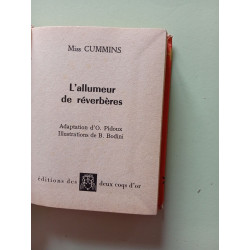 Miss CUMMINS
L'allumeur
de réverbères
Adaptation d'O. Pidoux
Illustrations de B. Bodini
éditions des deux coqs d'or